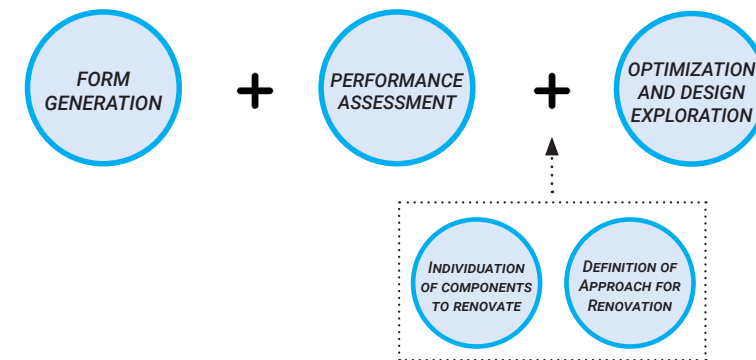 FORM
GENERATION
+
PERFORMANCE
ASSESSMENT
+
OPTIMIZATION
AND DESIGN
EXPLORATION
INDIVIDUATION
OF COMPONENTS
TO RENOVATE
DEFINITION OF
APPROACH FOR
RENOVATION